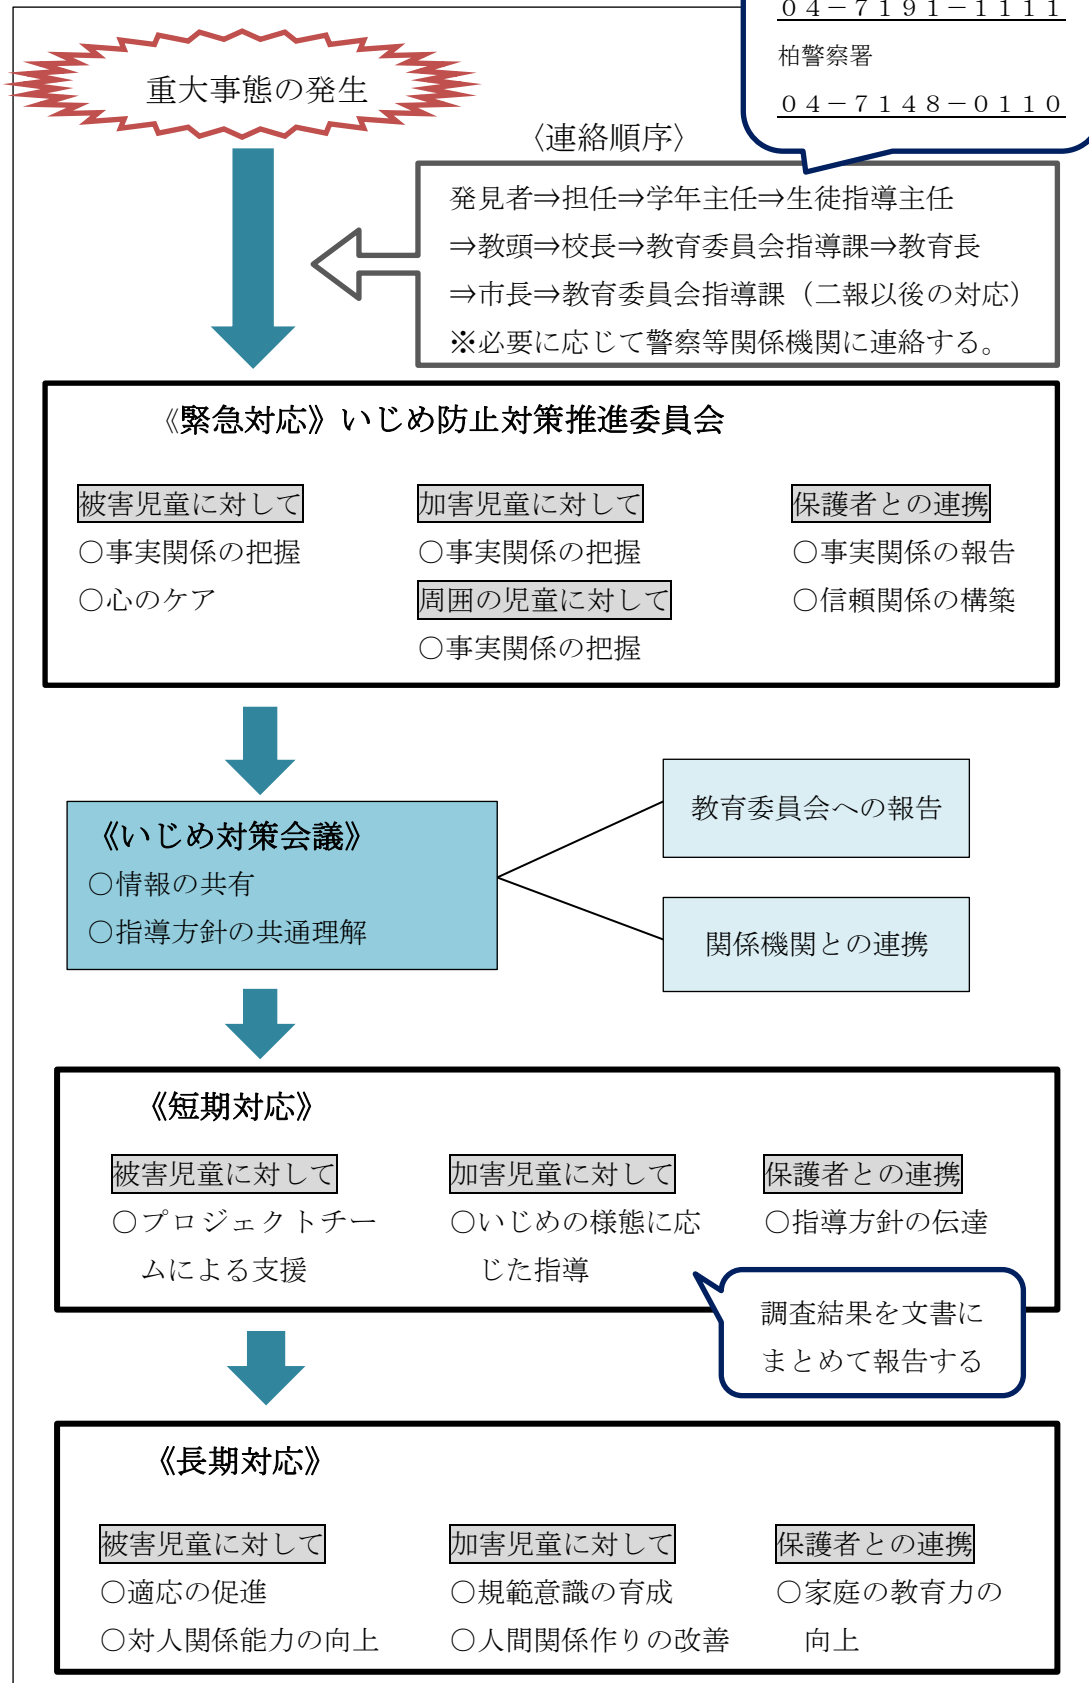 ０４－７１９１－１１１１
柏警察署
０４－７１４８－０１１０
重大事態の発生
〈連絡順序〉
発見者⇒担任⇒学年主任⇒生徒指導主任
⇒教頭⇒校長⇒教育委員会指導課⇒教育長
⇒市長⇒教育委員会指導課（二報以後の対応）
※必要に応じて警察等関係機関に連絡する。
《緊急対応》いじめ防止対策推進委員会
被害児童に対して
○事実関係の把握
○心のケア
加害児童に対して
○事実関係の把握
周囲の児童に対して
○事実関係の把握
保護者との連携
○事実関係の報告
○信頼関係の構築
《いじめ対策会議》
○情報の共有
○指導方針の共通理解
教育委員会への報告
関係機関との連携
《短期対応》
被害児童に対して
○プロジェクトチー
ムによる支援
加害児童に対して
○いじめの様態に応
じた指導
保護者との連携
○指導方針の伝達
調査結果を文書に
まとめて報告する
《長期対応》
被害児童に対して
○適応の促進
○対人関係能力の向上
加害児童に対して
○規範意識の育成
○人間関係作りの改善
保護者との連携
○家庭の教育力の
向上